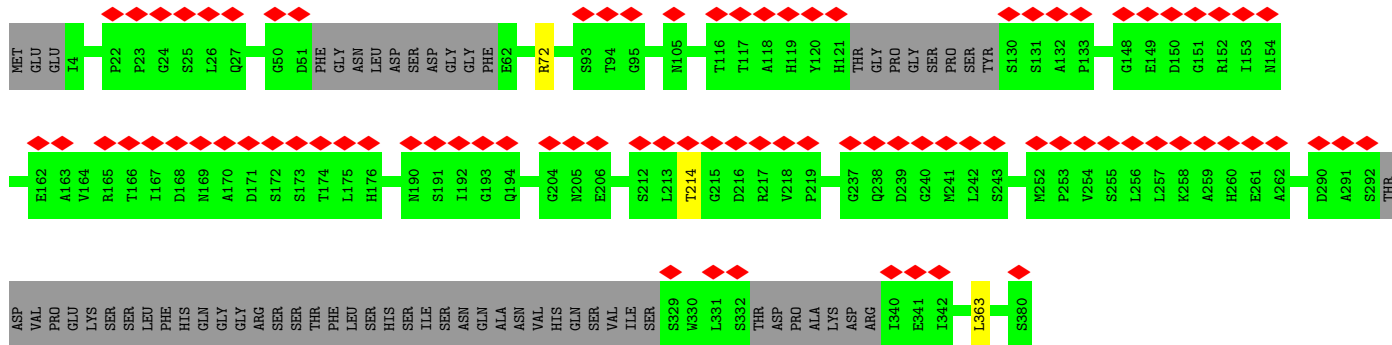 MET GLU GLU I4 P22 P23 G24 S25 L26 Q27 G50 D51 PHE GLY ASN LEU ASP SER ASP GLY GLY PHE E62 R72 S93 T94 G95 N105 T116 T117 A118 H119 Y120 H121 THR GLY PRO GLY SER PRO SER TYR S130 S131 A132 P133 G148 E149 D150 G151 R152 I153 N154
E162 A163 V164 R165 T166 I167 D168 N169 A170 D171 S172 S173 T174 L175 H176 N190 S191 I192 G193 Q194 G204 N205 E206 S212 L213 T214 G215 D216 R217 V218 P219 G237 Q238 D239 G240 M241 L242 S243 M252 P253 V254 S255 L256 L257 K258 A259 H260 E261 A262 D290 A291 S292 THR
ASP VAL PRO GLU LYS SER SER LEU PHE HIS GLN GLY GLY ARG SER SER THR PHE LEU SER HIS SER ILE SER ASN GLN ALA ASN VAL HIS GLN SER VAL ILE SER S329 W330 L331 S332 THR ASP PRO ALA LYS ASP ARG I340 E341 I342 L363 S380